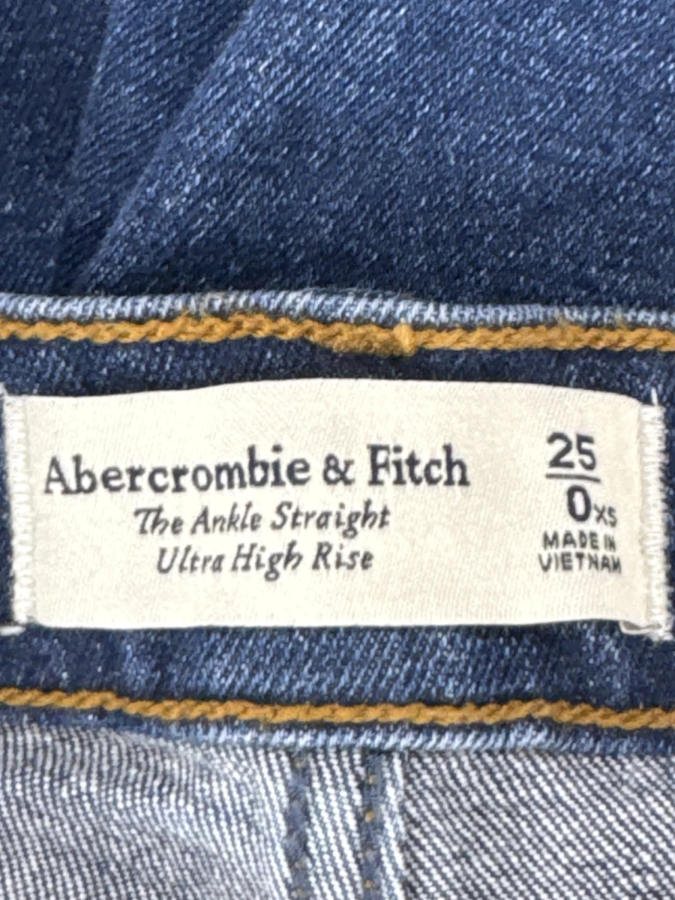 Abercrombie & Fitch
The Ankle Straight
Ultra High Rise
25
0XS
MADE IN
VIETNAM